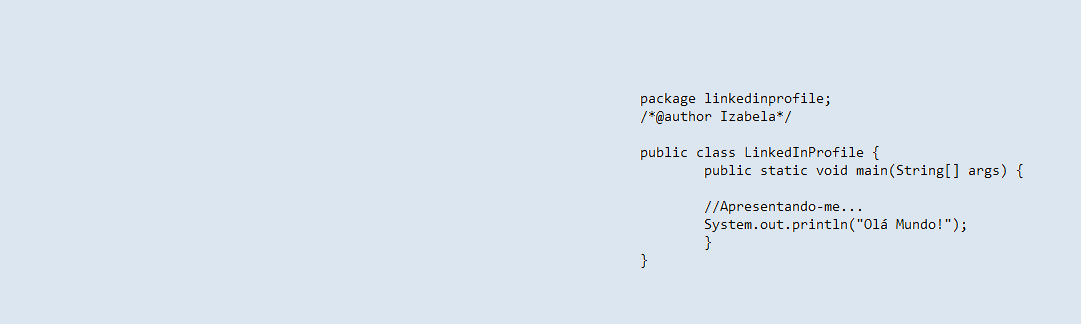 package linkedinprofile;
/*@author Izabela*/
public class LinkedInProfile {
public static void main(String[] args) {
//Apresentando-me...
System.out.println("Olá Mundo!");
}
}